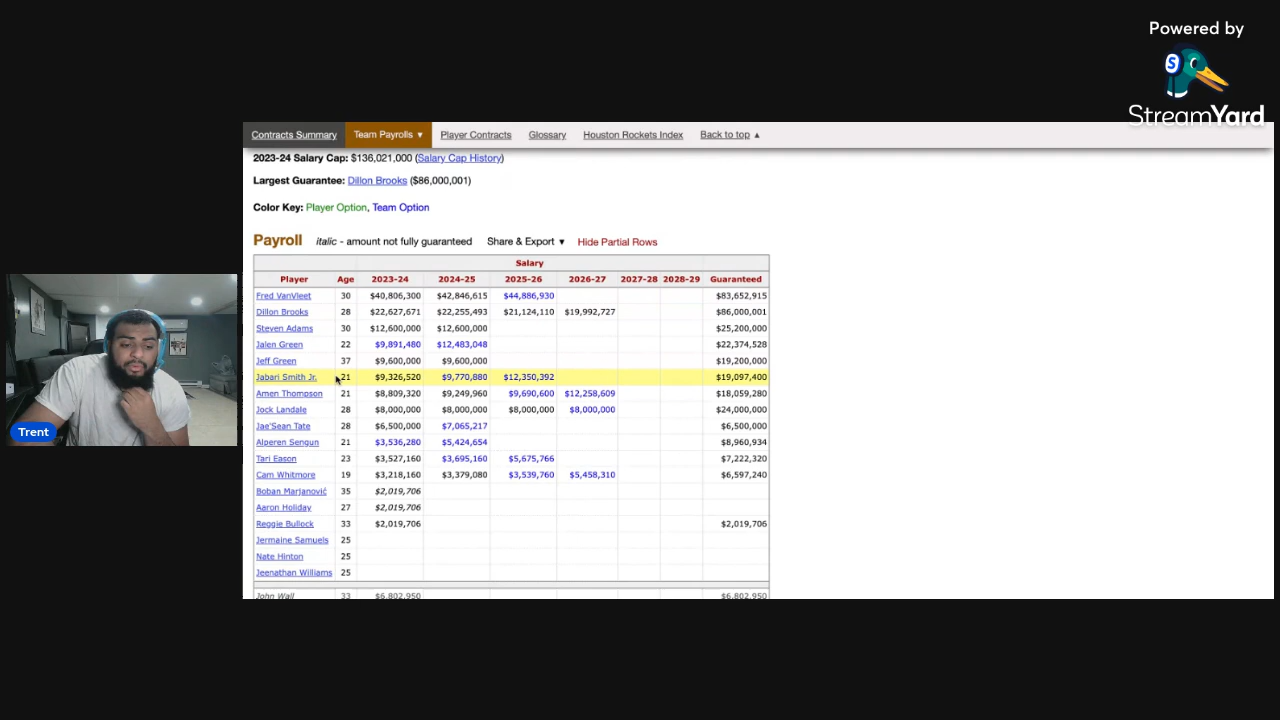 Powered by
S
StreamYard
Contracts Summary Team Payrolls ▼ Player Contracts Glossary Houston Rockets Index Back to top ▲
2023-24 Salary Cap: $136,021,000 (Salary Cap History)
Largest Guarantee: Dillon Brooks ($86,000,001)
Color Key: Player Option, Team Option
Payroll italic - amount not fully guaranteed Share & Export ▼ Hide Partial Rows
Salary
Player Age 2023-24 2024-25 2025-26 2026-27 2027-28 2028-29 Guaranteed
Fred VanVleet 30 $40,806,300 $42,846,615 $44,886,930 $83,652,915
Dillon Brooks 28 $22,627,671 $22,255,493 $21,124,110 $19,992,727 $86,000,001
Steven Adams 30 $12,600,000 $12,600,000 $25,200,000
Jalen Green 22 $9,891,480 $12,483,048 $22,374,528
Jeff Green 37 $9,600,000 $9,600,000 $19,200,000
Jabari Smith Jr. 21 $9,326,520 $9,770,880 $12,350,392 $19,097,400
Amen Thompson 21 $8,809,320 $9,249,960 $9,690,600 $12,258,609 $18,059,280
Jock Landale 28 $8,000,000 $8,000,000 $8,000,000 $8,000,000 $24,000,000
Jae'Sean Tate 28 $6,500,000 $7,065,217 $6,500,000
Alperen Sengun 21 $3,536,280 $5,424,654 $8,960,934
Tari Eason 23 $3,527,160 $3,695,160 $5,675,766 $7,222,320
Cam Whitmore 19 $3,218,160 $3,379,080 $3,539,760 $5,458,310 $6,597,240
Boban Marjanović 35 $2,019,706
Aaron Holiday 27 $2,019,706
Reggie Bullock 33 $2,019,706 $2,019,706
Jermaine Samuels 25
Nate Hinton 25
Jeenathan Williams 25
John Wall 33 $6,802,950 $6,802,950
Trent